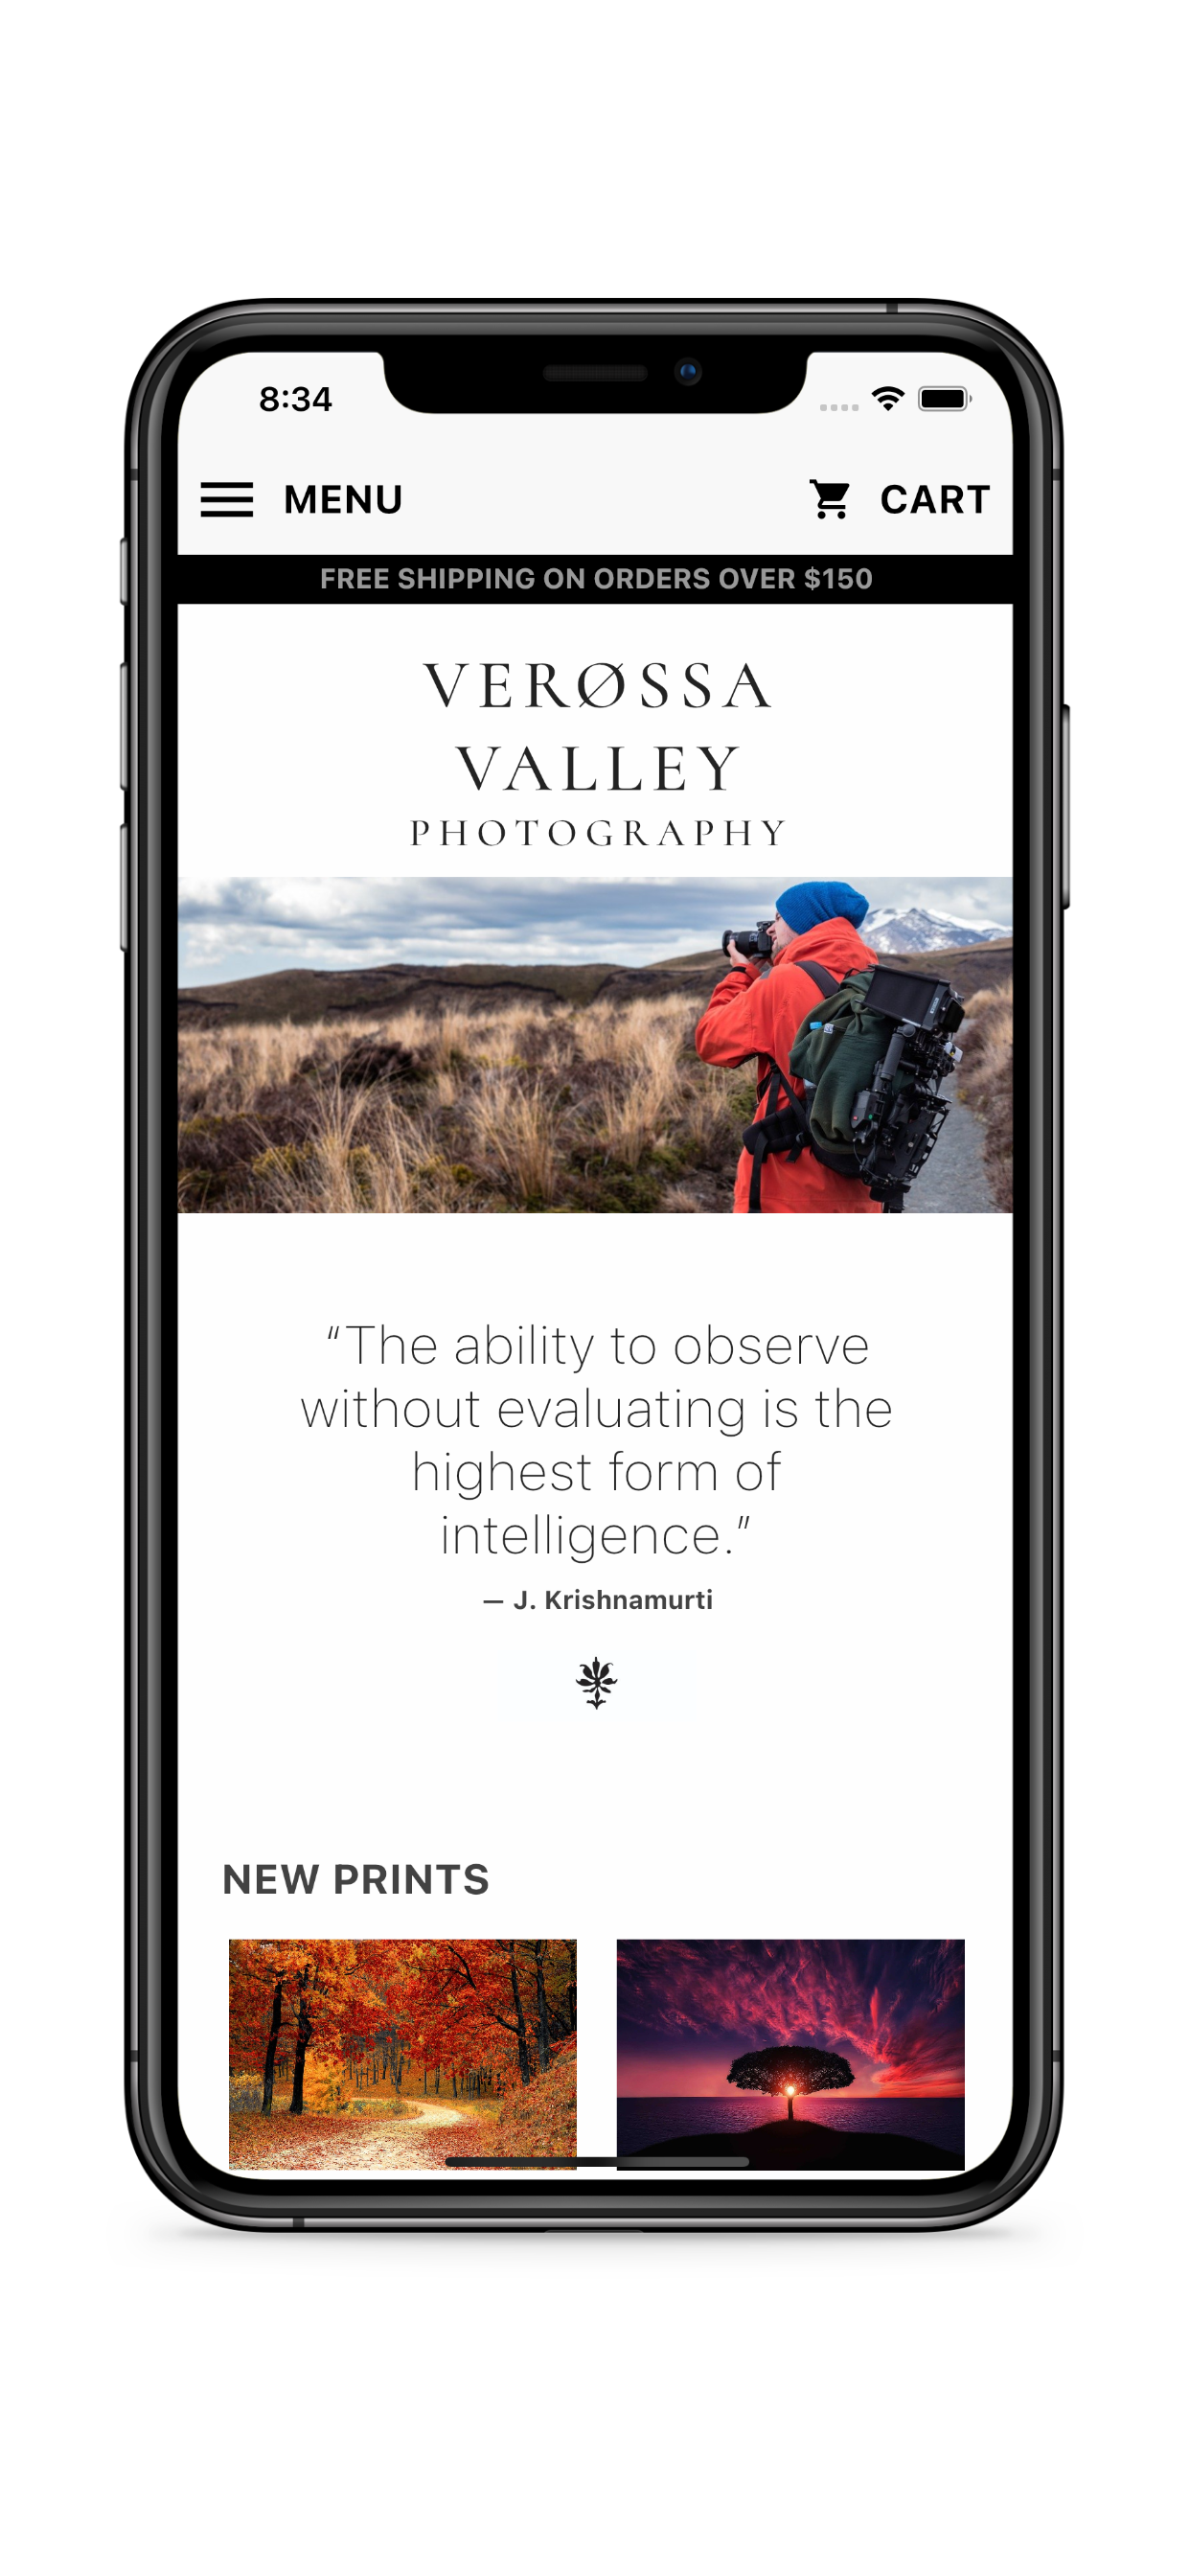 8:34
MENU CART
FREE SHIPPING ON ORDERS OVER $150
VERØSSA
VALLEY
PHOTOGRAPHY
“The ability to observe
without evaluating is the
highest form of
intelligence.”
— J. Krishnamurti
NEW PRINTS